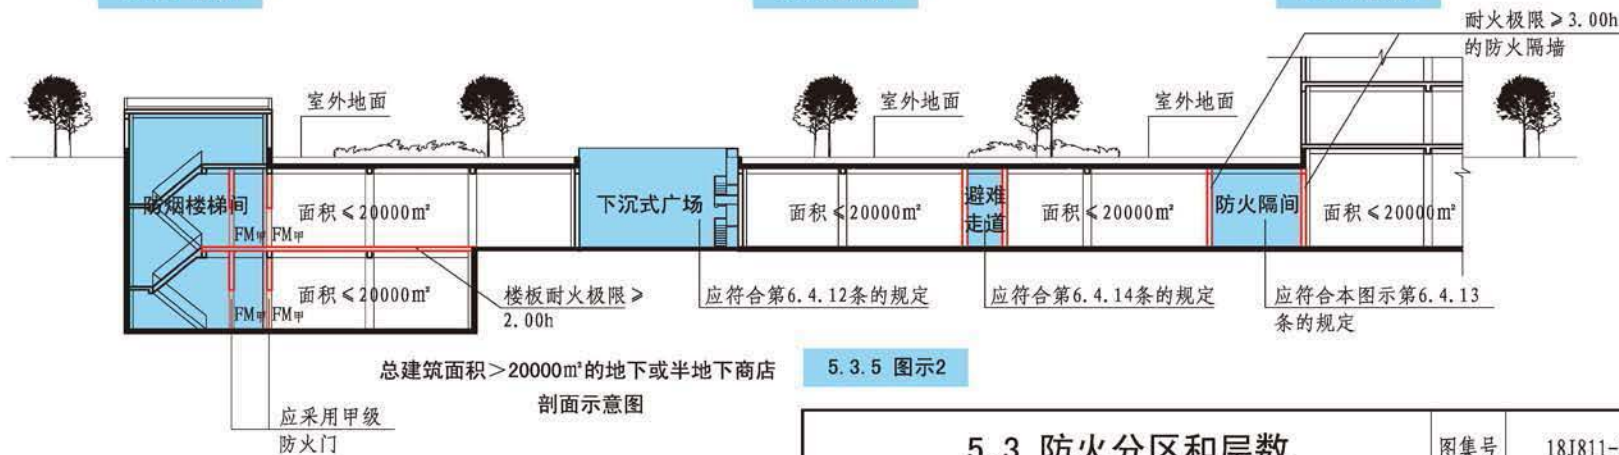 耐火极限≥3.00h
的防火隔墙
室外地面
室外地面
室外地面
防烟楼梯间
面积≤20000m²
下沉式广场
面积≤20000m²
避难
走道
面积≤20000m²
防火隔间
面积≤20000m²
FM甲 FM甲
面积≤20000m²
FM甲 FM甲
楼板耐火极限≥
2.00h
应符合第6.4.12条的规定
应符合第6.4.14条的规定
应符合本图示第6.4.13
条的规定
总建筑面积>20000m²的地下或半地下商店
剖面示意图
5.3.5 图示2
应采用甲级
防火门
5.3 防火分区和层数
图集号
18J811-